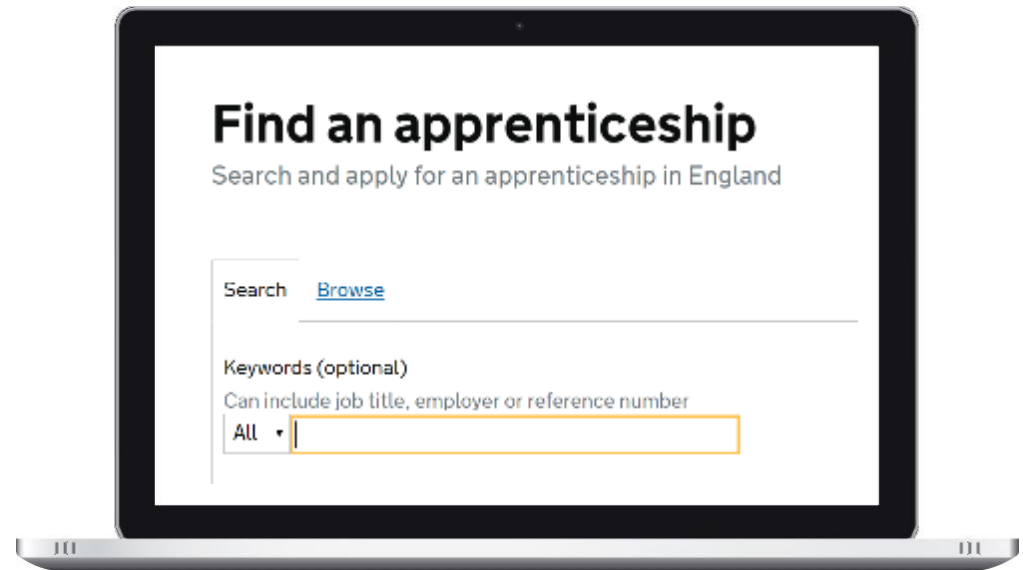 Find an apprenticeship
Search and apply for an apprenticeship in England
Search Browse
Keywords (optional)
Can include job title, employer or reference number
All